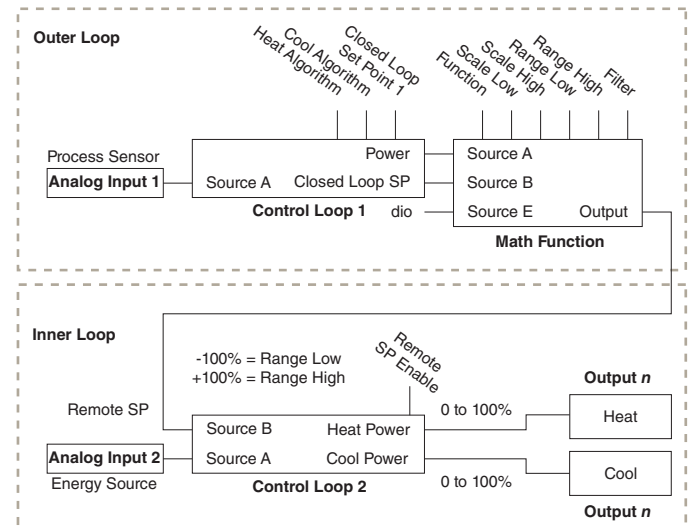 Outer Loop
Heat Algorithm
Cool Algorithm
Set Point 1
Closed Loop
Function
Scale Low
Scale High
Range Low
Range High
Filter
Process Sensor
Analog Input 1
Source A
Power
Closed Loop SP
Control Loop 1
dio
Source A
Source B
Source E
Output
Math Function
Inner Loop
-100% = Range Low
+100% = Range High
Remote
SP Enable
Remote SP
Analog Input 2
Energy Source
Source B
Source A
Heat Power
Cool Power
Control Loop 2
0 to 100%
0 to 100%
Output n
Heat
Cool
Output n